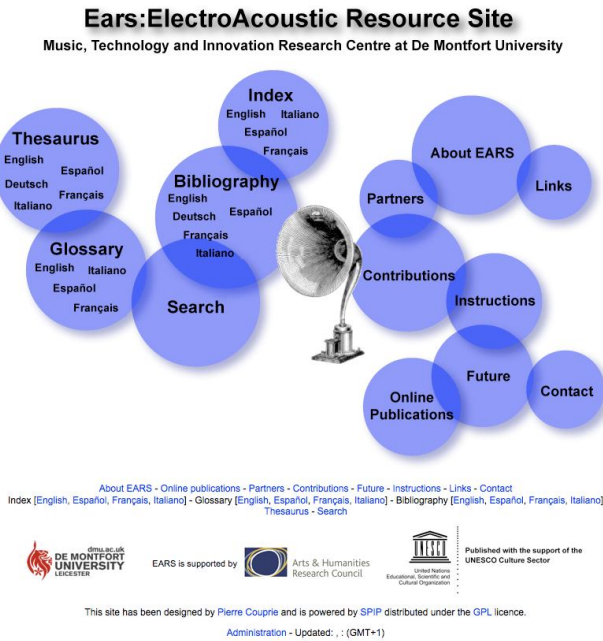 Ears:ElectroAcoustic Resource Site
Music, Technology and Innovation Research Centre at De Montfort University
Index
English Italiano
Español
Français
Thesaurus
English
Español
Deutsch
Français
Italiano
Bibliography
English
Deutsch Español
Français
Italiano
Glossary
English Italiano
Español
Français
Search
About EARS
Links
Partners
Contributions
Instructions
Future
Online
Publications
Contact
About EARS - Online publications - Partners - Contributions - Future - Instructions - Links - Contact
Index [English, Español, Français, Italiano] - Glossary [English, Español, Français, Italiano] - Bibliography [English, Español, Français, Italiano]
Thesaurus - Search
dmu.ac.uk
DE MONTFORT
UNIVERSITY
LEICESTER
EARS is supported by
Arts & Humanities
Research Council
UNESCO
United Nations
Educational, Scientific and
Cultural Organization
Published with the support of the
UNESCO Culture Sector
This site has been designed by Pierre Couprie and is powered by SPIP distributed under the GPL licence.
Administration - Updated: , : (GMT+1)